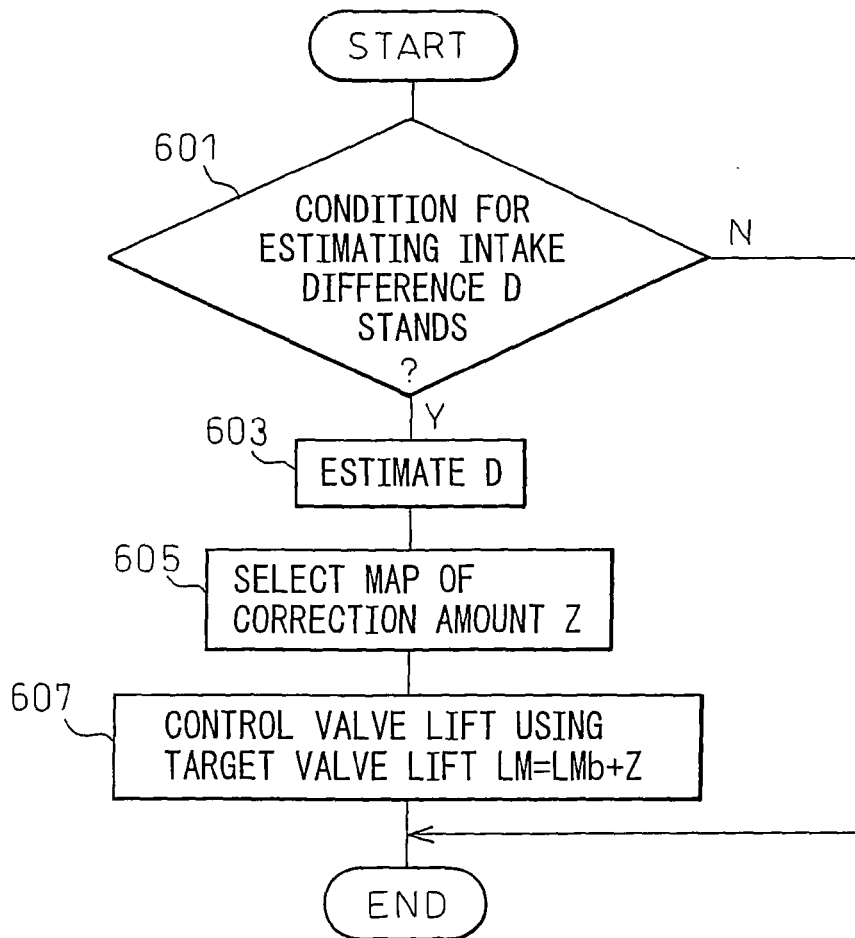 START
601
CONDITION FOR
ESTIMATING INTAKE
DIFFERENCE D
STANDS
?
N
Y
603
ESTIMATE D
605
SELECT MAP OF
CORRECTION AMOUNT Z
607
CONTROL VALVE LIFT USING
TARGET VALVE LIFT LM=LMb+Z
END